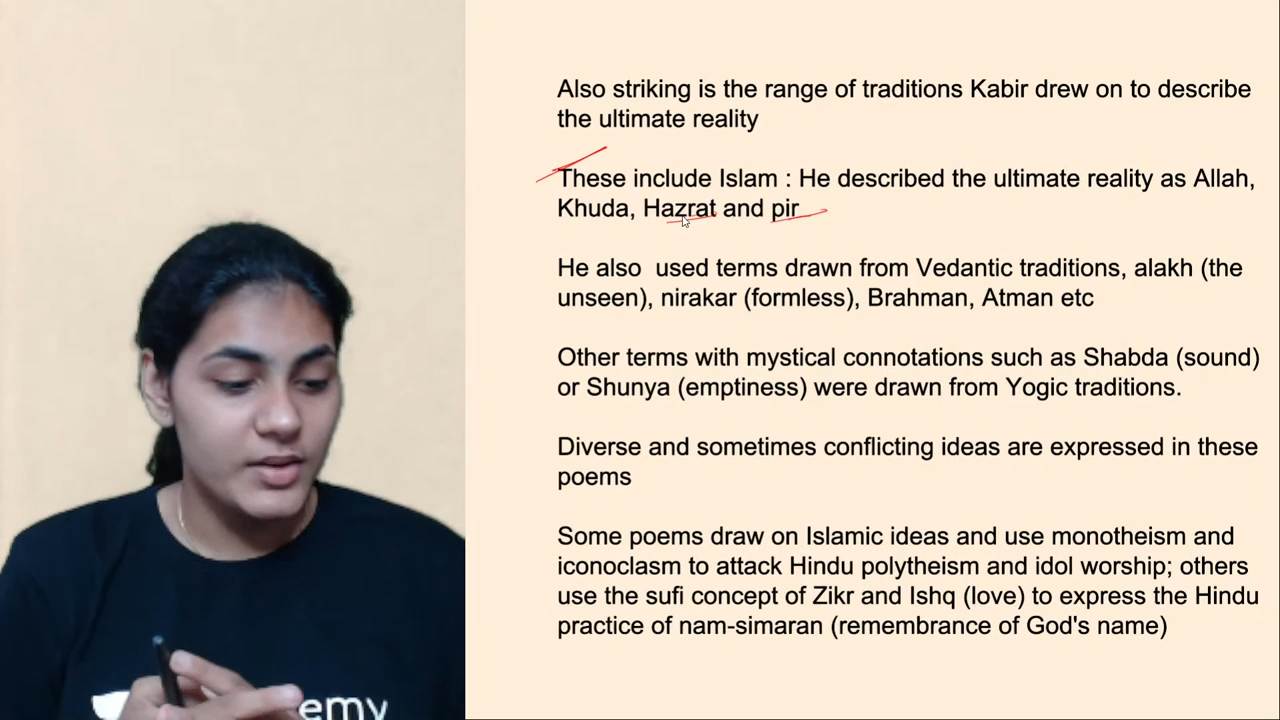 Also striking is the range of traditions Kabir drew on to describe
the ultimate reality
These include Islam : He described the ultimate reality as Allah,
Khuda, Hazrat and pir
He also  used terms drawn from Vedantic traditions, alakh (the
unseen), nirakar (formless), Brahman, Atman etc
Other terms with mystical connotations such as Shabda (sound)
or Shunya (emptiness) were drawn from Yogic traditions.
Diverse and sometimes conflicting ideas are expressed in these
poems
Some poems draw on Islamic ideas and use monotheism and
iconoclasm to attack Hindu polytheism and idol worship; others
use the sufi concept of Zikr and Ishq (love) to express the Hindu
practice of nam-simaran (remembrance of God's name)
emy